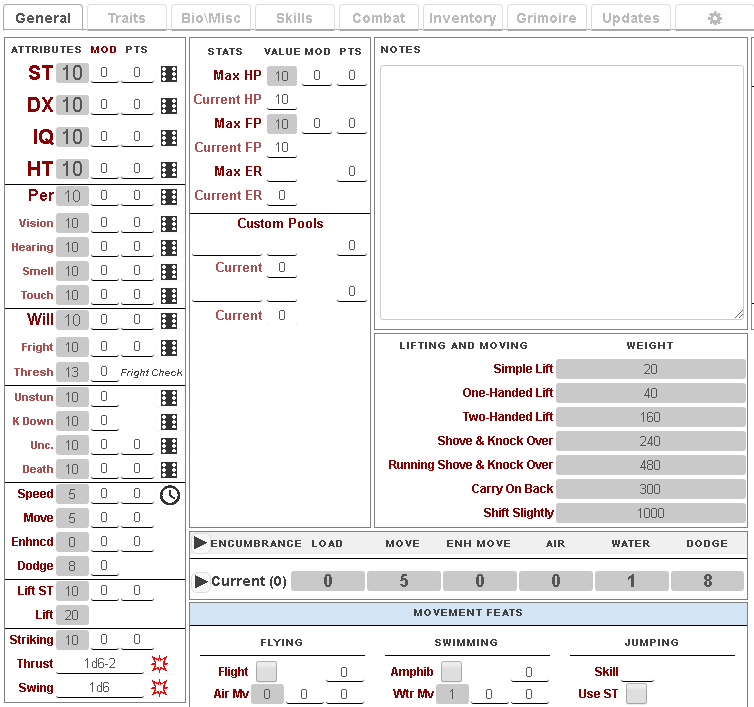 General Traits Bio\Misc Skills Combat Inventory Grimoire Updates
ATTRIBUTES MOD PTS
ST 10 0 0
DX 10 0 0
IQ 10 0 0
HT 10 0 0
Per 10 0 0
Vision 10 0 0
Hearing 10 0 0
Smell 10 0 0
Touch 10 0 0
Will 10 0 0
Fright 10 0 0
Thresh 13 0 Fright Check
Unstun 10 0
K Down 10 0
Unc. 10 0 0
Death 10 0 0
Speed 5 0 0
Move 5 0 0
Enhncd 0 0 0
Dodge 8 0
Lift ST 10 0 0
Lift 20
Striking 10 0 0
Thrust 1d6-2
Swing 1d6
STATS VALUE MOD PTS
Max HP 10 0 0
Current HP 10
Max FP 10 0 0
Current FP 10
Max ER 0
Current ER 0
Custom Pools
0
Current 0
0
Current 0
NOTES
LIFTING AND MOVING WEIGHT
Simple Lift 20
One-Handed Lift 40
Two-Handed Lift 160
Shove & Knock Over 240
Running Shove & Knock Over 480
Carry On Back 300
Shift Slightly 1000
ENCUMBRANCE LOAD MOVE ENH MOVE AIR WATER DODGE
Current (0) 0 5 0 0 1 8
MOVEMENT FEATS
FLYING SWIMMING JUMPING
Flight 0 Amphib 0 Skill
Air Mv 0 0 0 Wtr Mv 1 0 0 Use ST